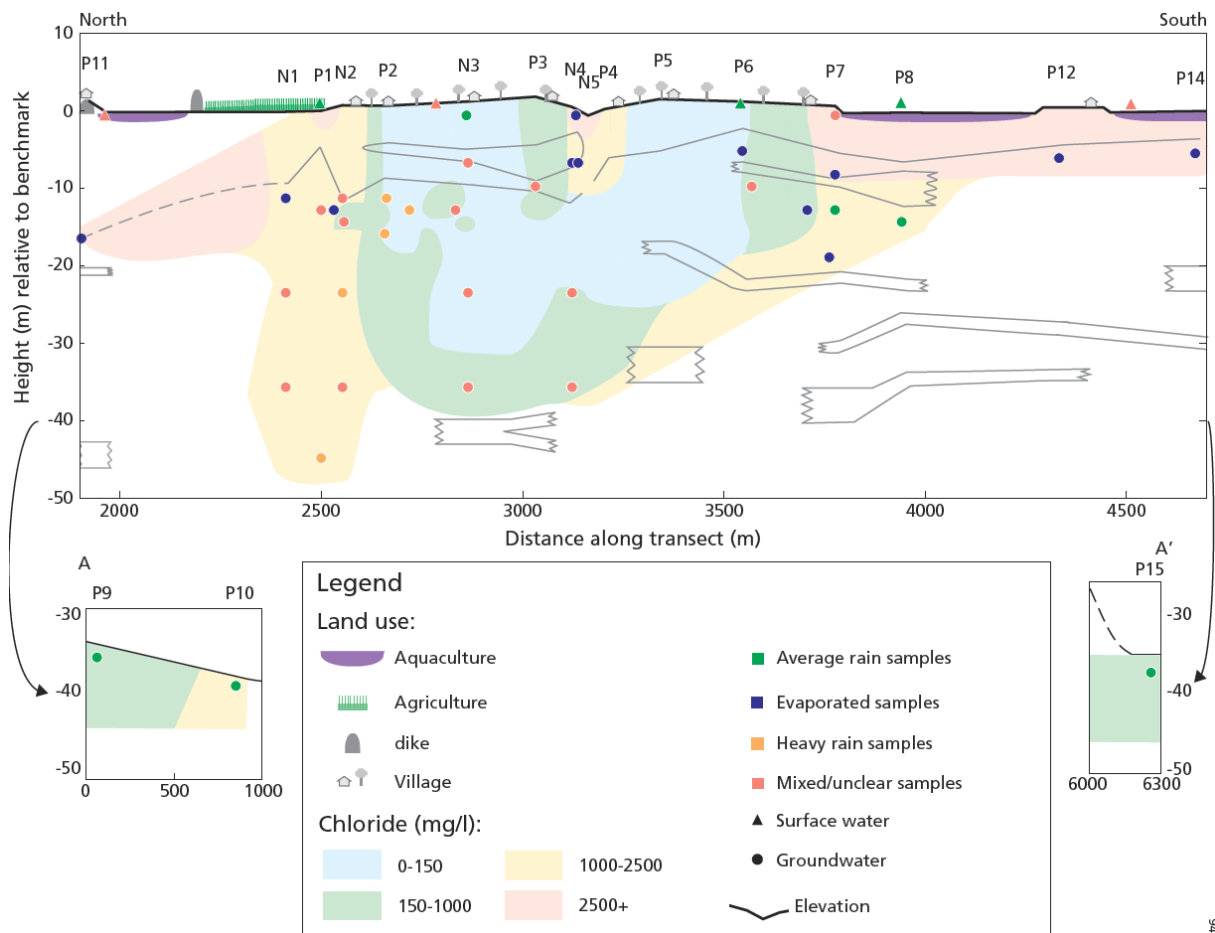 North
South
P11
N1
P1
N2
P2
N3
P3
N4
N5
P4
P5
P6
P7
P8
P12
P14
Height (m) relative to benchmark
10
0
-10
-20
-30
-40
-50
2000
2500
3000
3500
4000
4500
Distance along transect (m)
A
P9
P10
-30
-40
-50
0
500
1000
Legend
Land use:
Aquaculture
Agriculture
dike
Village
Chloride (mg/l):
0-150
150-1000
1000-2500
2500+
Average rain samples
Evaporated samples
Heavy rain samples
Mixed/unclear samples
Surface water
Groundwater
Elevation
A'
P15
-30
-40
-50
6000
6300